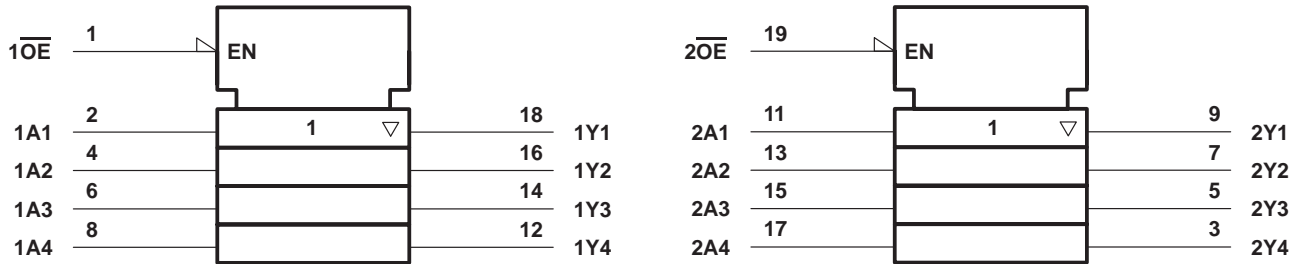 1O̅E̅ 1 EN
1A1 2 1 ▽ 18 1Y1
1A2 4 16 1Y2
1A3 6 14 1Y3
1A4 8 12 1Y4
2O̅E̅ 19 EN
2A1 11 1 ▽ 9 2Y1
2A2 13 7 2Y2
2A3 15 5 2Y3
2A4 17 3 2Y4